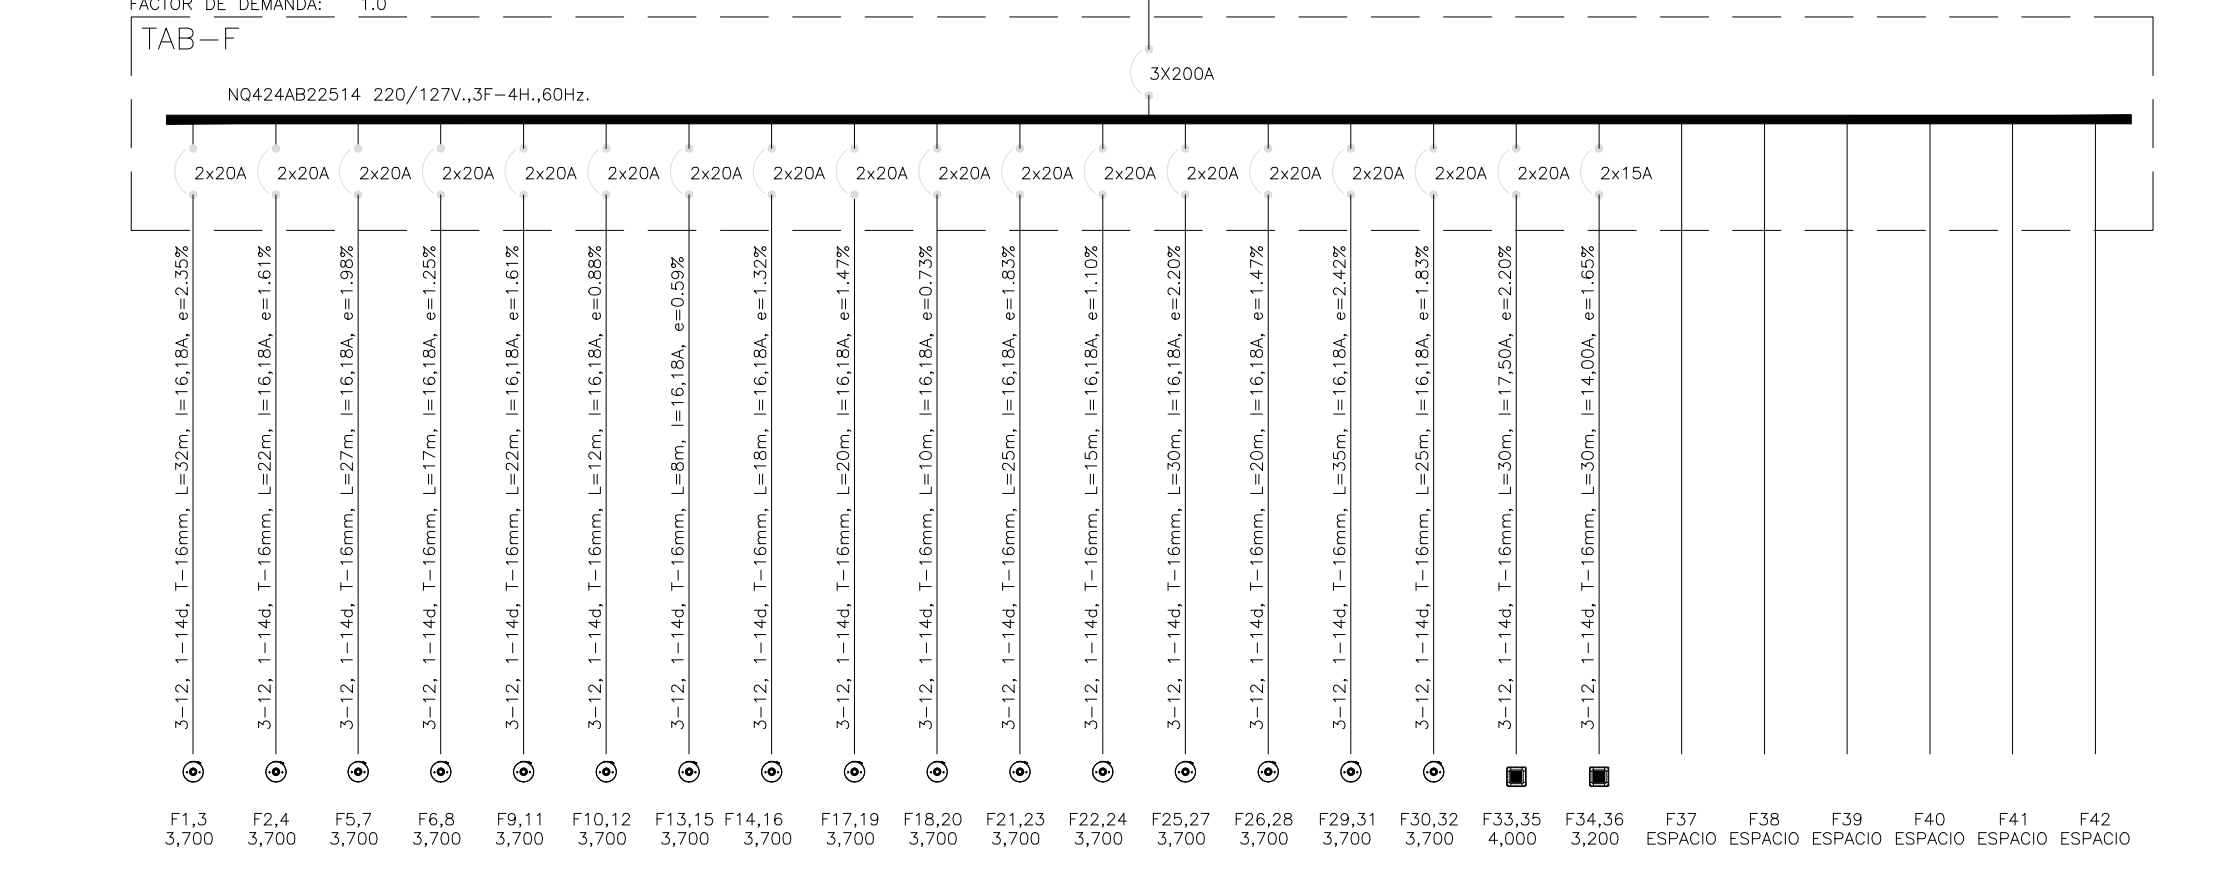 FACTOR DE DEMANDA: 1.0
TAB-F
3X200A
NQ424AB22514 220/127V.,3F-4H.,60Hz.
2x20A 2x20A 2x20A 2x20A 2x20A 2x20A 2x20A 2x20A 2x20A 2x20A 2x20A 2x20A 2x20A 2x20A 2x20A 2x20A 2x20A 2x15A
3-12, 1-14d, T-16mm, L=32m, I=16,18A, e=2.35%
3-12, 1-14d, T-16mm, L=22m, I=16,18A, e=1.61%
3-12, 1-14d, T-16mm, L=27m, I=16,18A, e=1.98%
3-12, 1-14d, T-16mm, L=17m, I=16,18A, e=1.25%
3-12, 1-14d, T-16mm, L=22m, I=16,18A, e=1.61%
3-12, 1-14d, T-16mm, L=12m, I=16,18A, e=0.88%
3-12, 1-14d, T-16mm, L=8m, I=16,18A, e=0.59%
3-12, 1-14d, T-16mm, L=18m, I=16,18A, e=1.32%
3-12, 1-14d, T-16mm, L=20m, I=16,18A, e=1.47%
3-12, 1-14d, T-16mm, L=10m, I=16,18A, e=0.73%
3-12, 1-14d, T-16mm, L=25m, I=16,18A, e=1.83%
3-12, 1-14d, T-16mm, L=15m, I=16,18A, e=1.10%
3-12, 1-14d, T-16mm, L=30m, I=16,18A, e=2.20%
3-12, 1-14d, T-16mm, L=20m, I=16,18A, e=1.47%
3-12, 1-14d, T-16mm, L=35m, I=16,18A, e=2.42%
3-12, 1-14d, T-16mm, L=25m, I=16,18A, e=1.83%
3-12, 1-14d, T-16mm, L=30m, I=17,50A, e=2.20%
3-12, 1-14d, T-16mm, L=30m, I=14,00A, e=1.65%
F1,3 F2,4 F5,7 F6,8 F9,11 F10,12 F13,15 F14,16 F17,19 F18,20 F21,23 F22,24 F25,27 F26,28 F29,31 F30,32 F33,35 F34,36 F37 F38 F39 F40 F41 F42
3,700 3,700 3,700 3,700 3,700 3,700 3,700 3,700 3,700 3,700 3,700 3,700 3,700 3,700 3,700 3,700 4,000 3,200 ESPACIO ESPACIO ESPACIO ESPACIO ESPACIO ESPACIO